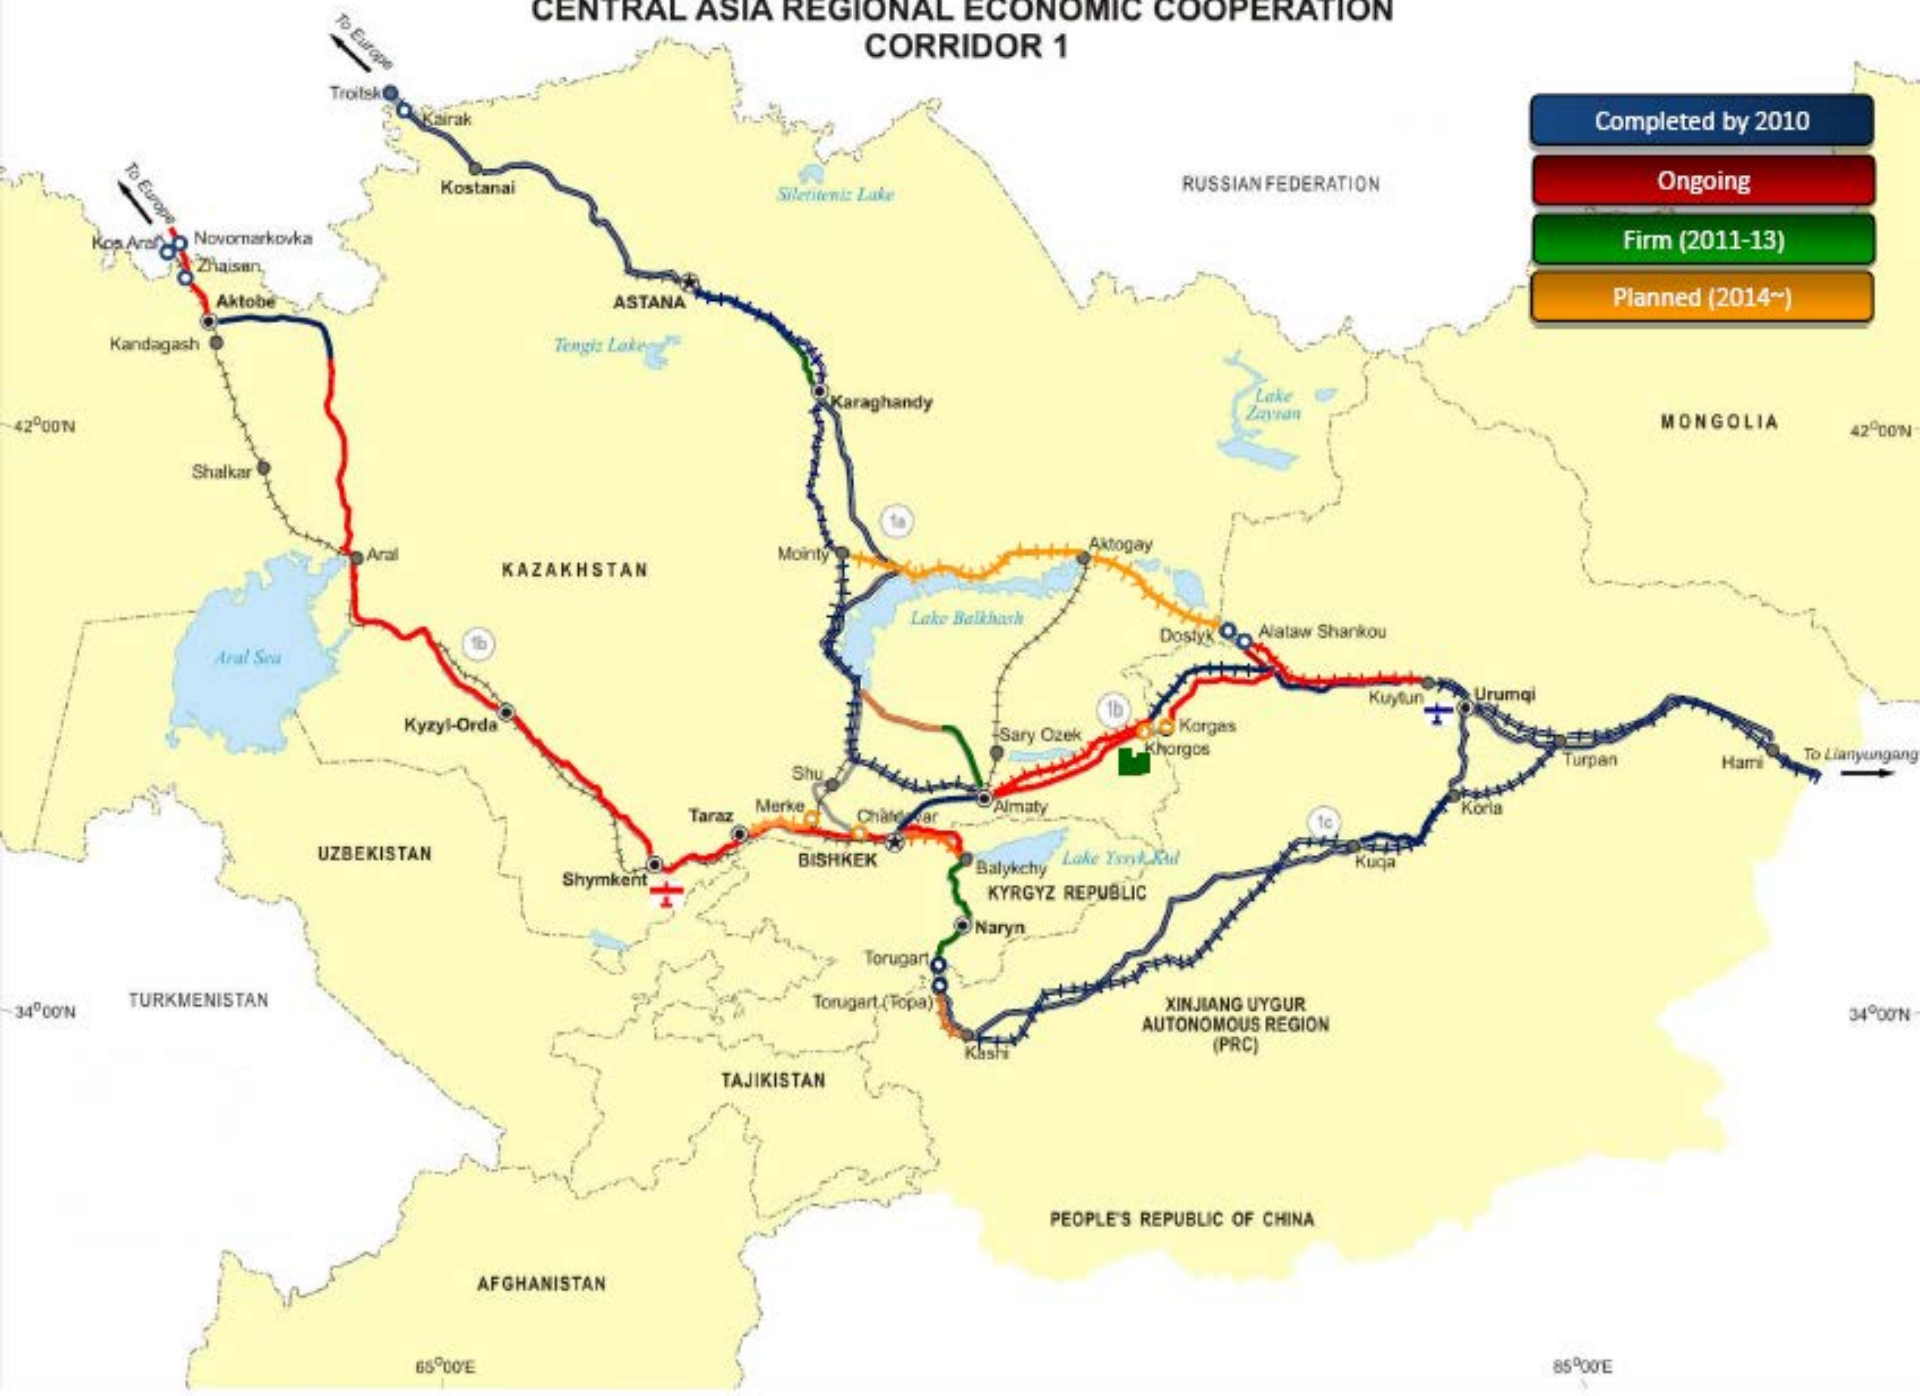 CENTRAL ASIA REGIONAL ECONOMIC COOPERATION
CORRIDOR 1
To Europe
Troitsk
Kairak
Completed by 2010
Ongoing
Firm (2011-13)
Planned (2014~)
Kostanai
Siletiteniz Lake
RUSSIAN FEDERATION
To Europe
Kos Aral
Novomarkovka
Zhaisan
Aktobe
ASTANA
Kandagash
Tengiz Lake
Karaghandy
Lake
Zaysan
MONGOLIA
42°00'N
42°00'N
Shalkar
1a
Aral
KAZAKHSTAN
Mointy
Aktogay
Lake Balkhash
Dostyk
Alataw Shankou
Aral Sea
1b
Kuytun
Urumqi
Kyzyl-Orda
1b
Korgas
Khorgos
Sary Ozek
Turpan
Hami
To Lianyungang
Shu
Merke
Almaty
Korla
Taraz
Chaldovar
1c
UZBEKISTAN
BISHKEK
Balykchy
Lake Yssyk Kul
Kuqa
Shymkent
KYRGYZ REPUBLIC
Naryn
Torugart
TURKMENISTAN
Torugart (Topa)
XINJIANG UYGUR
AUTONOMOUS REGION
(PRC)
34°00'N
34°00'N
Kashi
TAJIKISTAN
PEOPLE'S REPUBLIC OF CHINA
AFGHANISTAN
65°00'E
85°00'E